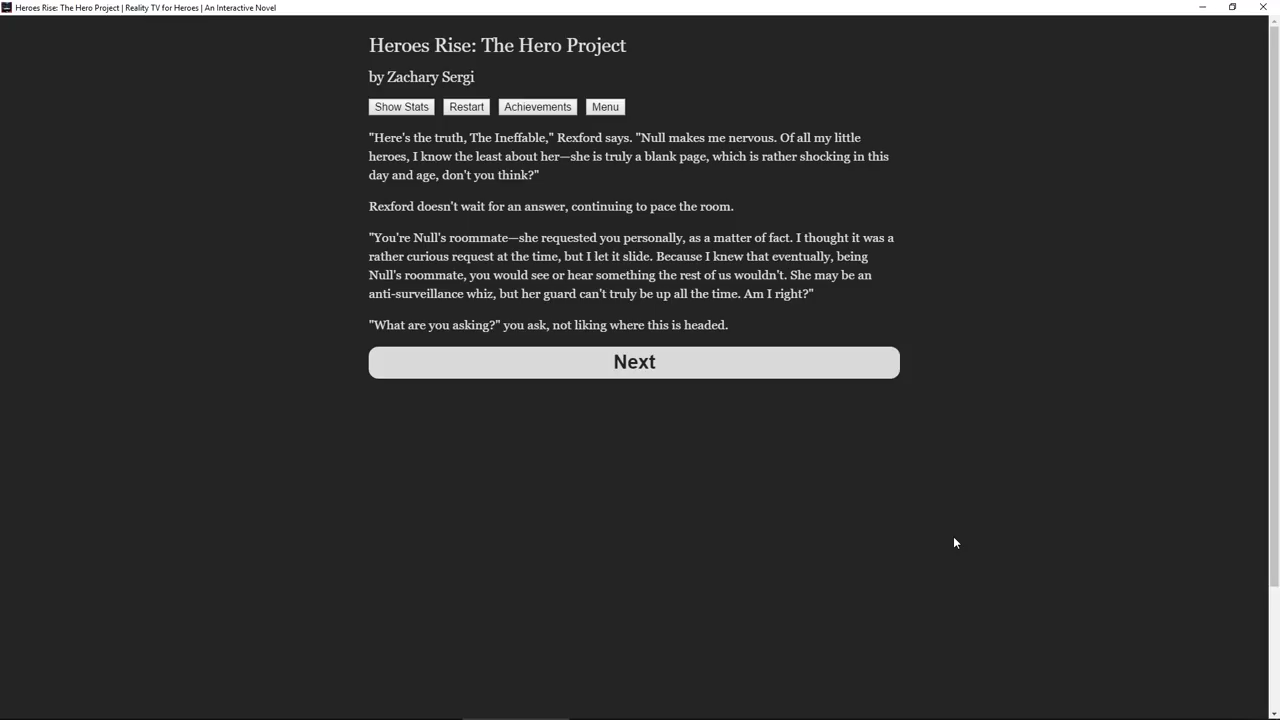 Heroes Rise: The Hero Project | Reality TV for Heroes | An Interactive Novel
Heroes Rise: The Hero Project
by Zachary Sergi
Show Stats Restart Achievements Menu
"Here's the truth, The Ineffable," Rexford says. "Null makes me nervous. Of all my little
heroes, I know the least about her—she is truly a blank page, which is rather shocking in this
day and age, don't you think?"
Rexford doesn't wait for an answer, continuing to pace the room.
"You're Null's roommate—she requested you personally, as a matter of fact. I thought it was a
rather curious request at the time, but I let it slide. Because I knew that eventually, being
Null's roommate, you would see or hear something the rest of us wouldn't. She may be an
anti-surveillance whiz, but her guard can't truly be up all the time. Am I right?"
"What are you asking?" you ask, not liking where this is headed.
Next